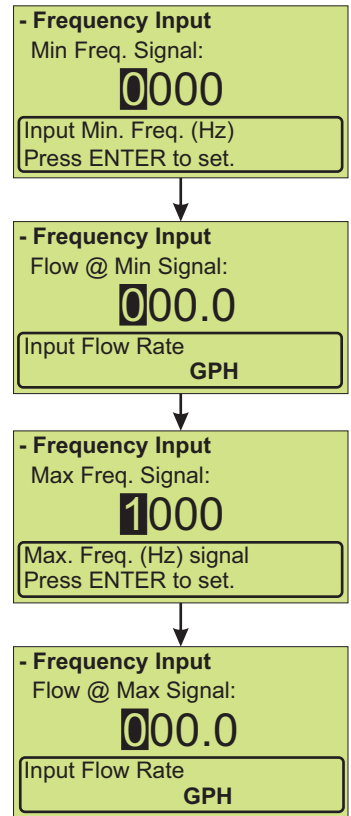 - Frequency Input
Min Freq. Signal:
0000
Input Min. Freq. (Hz)
Press ENTER to set.
- Frequency Input
Flow @ Min Signal:
000.0
Input Flow Rate
GPH
- Frequency Input
Max Freq. Signal:
1000
Max. Freq. (Hz) signal
Press ENTER to set.
- Frequency Input
Flow @ Max Signal:
000.0
Input Flow Rate
GPH